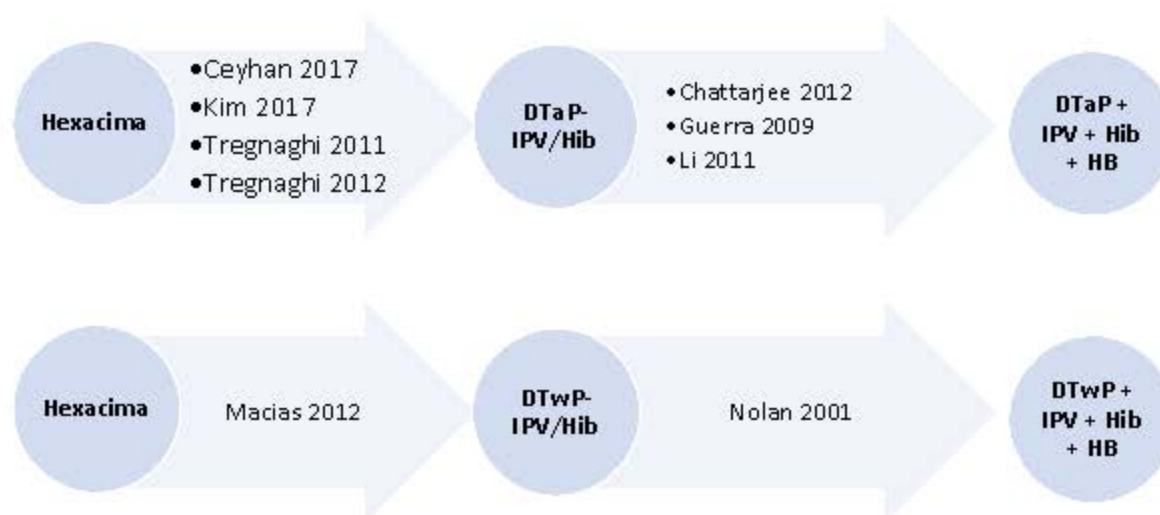 Hexacima
•Ceyhan 2017
•Kim 2017
•Tregnaghi 2011
•Tregnaghi 2012
DTaP-
IPV/Hib
•Chattarjee 2012
•Guerra 2009
•Li 2011
DTaP +
IPV + Hib
+ HB
Hexacima
Macias 2012
DTwP-
IPV/Hib
Nolan 2001
DTwP +
IPV + Hib
+ HB